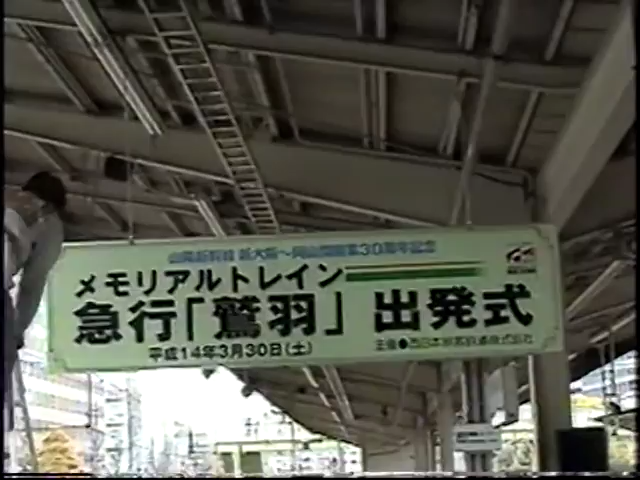 山陽新幹線 新大阪～岡山間開業30周年記念
メモリアルトレイン
急行「鷲羽」出発式
平成14年3月30日(土)
主催●西日本旅客鉄道株式会社